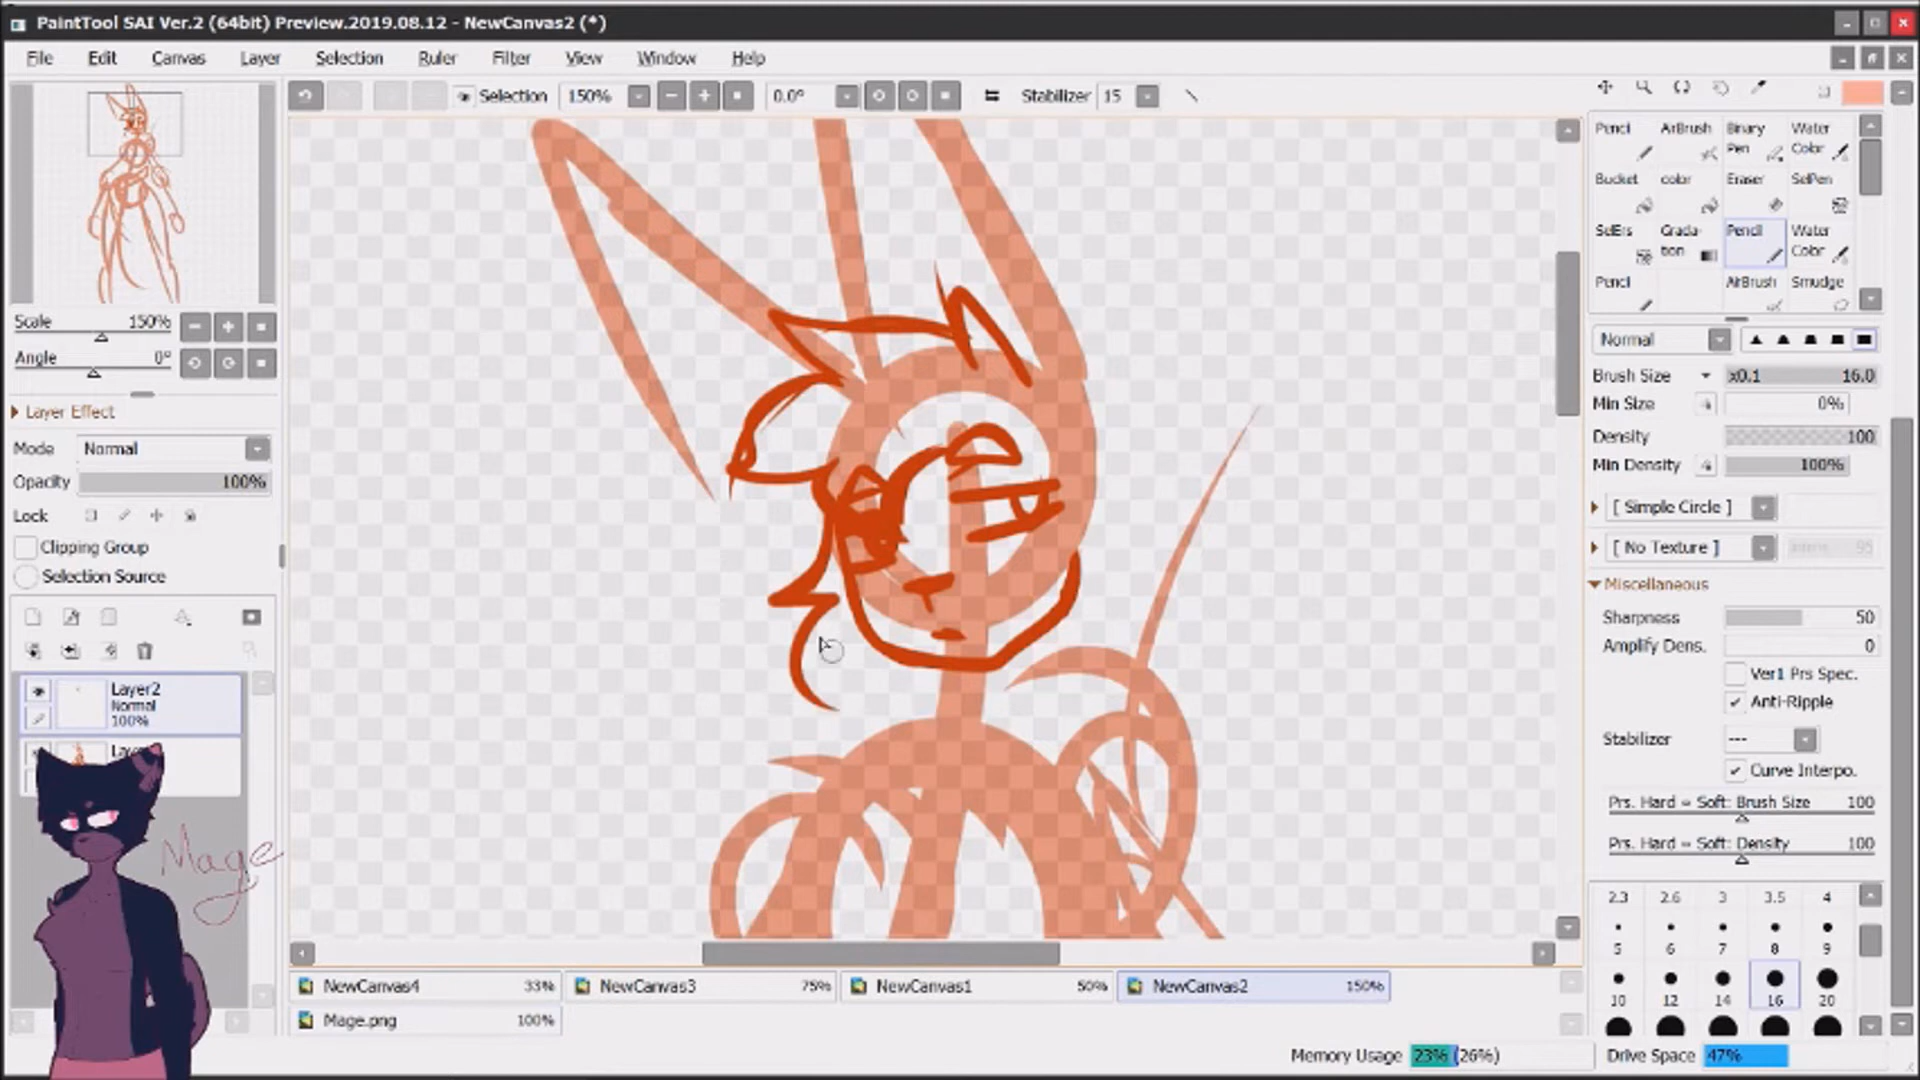 PaintTool SAI Ver.2 (64bit) Preview.2019.08.12 - NewCanvas2 (*)
File Edit Canvas Layer Selection Ruler Filter View Window Help
Selection 150% 0.0° Stabilizer 15
Scale 150%
Angle 0°
Layer Effect
Mode Normal
Opacity 100%
Lock
Clipping Group
Selection Source
Layer2
Normal
100%
Mage
Pencil AirBrush Binary Pen Water Color
Bucket color Eraser SelPen
SelErs Grada-tion Pencil Water Color
Pencil AirBrush Smudge
Normal
Brush Size x0.1 16.0
Min Size 0%
Density 100
Min Density 100%
[ Simple Circle ]
[ No Texture ] 95
Miscellaneous
Sharpness 50
Amplify Dens. 0
Ver1 Prs Spec.
Anti-Ripple
Stabilizer ---
Curve Interpo.
Prs. Hard = Soft: Brush Size 100
Prs. Hard = Soft: Density 100
2.3 2.6 3 3.5 4
5 6 7 8 9
10 12 14 16 20
NewCanvas4 33% NewCanvas3 75% NewCanvas1 50% NewCanvas2 150%
Mage.png 100%
Memory Usage 23% (26%) Drive Space 47%